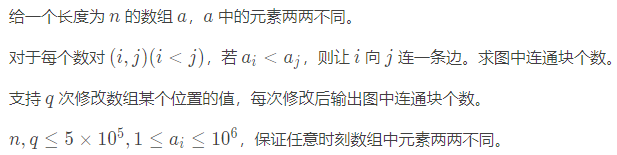 给一个长度为 n 的数组 a，a 中的元素两两不同。
对于每个数对 (i, j)(i < j)，若 a_i < a_j，则让 i 向 j 连一条边。求图中连通块个数。
支持 q 次修改数组某个位置的值，每次修改后输出图中连通块个数。
n, q ≤ 5 × 10^5, 1 ≤ a_i ≤ 10^6，保证任意时刻数组中元素两两不同。